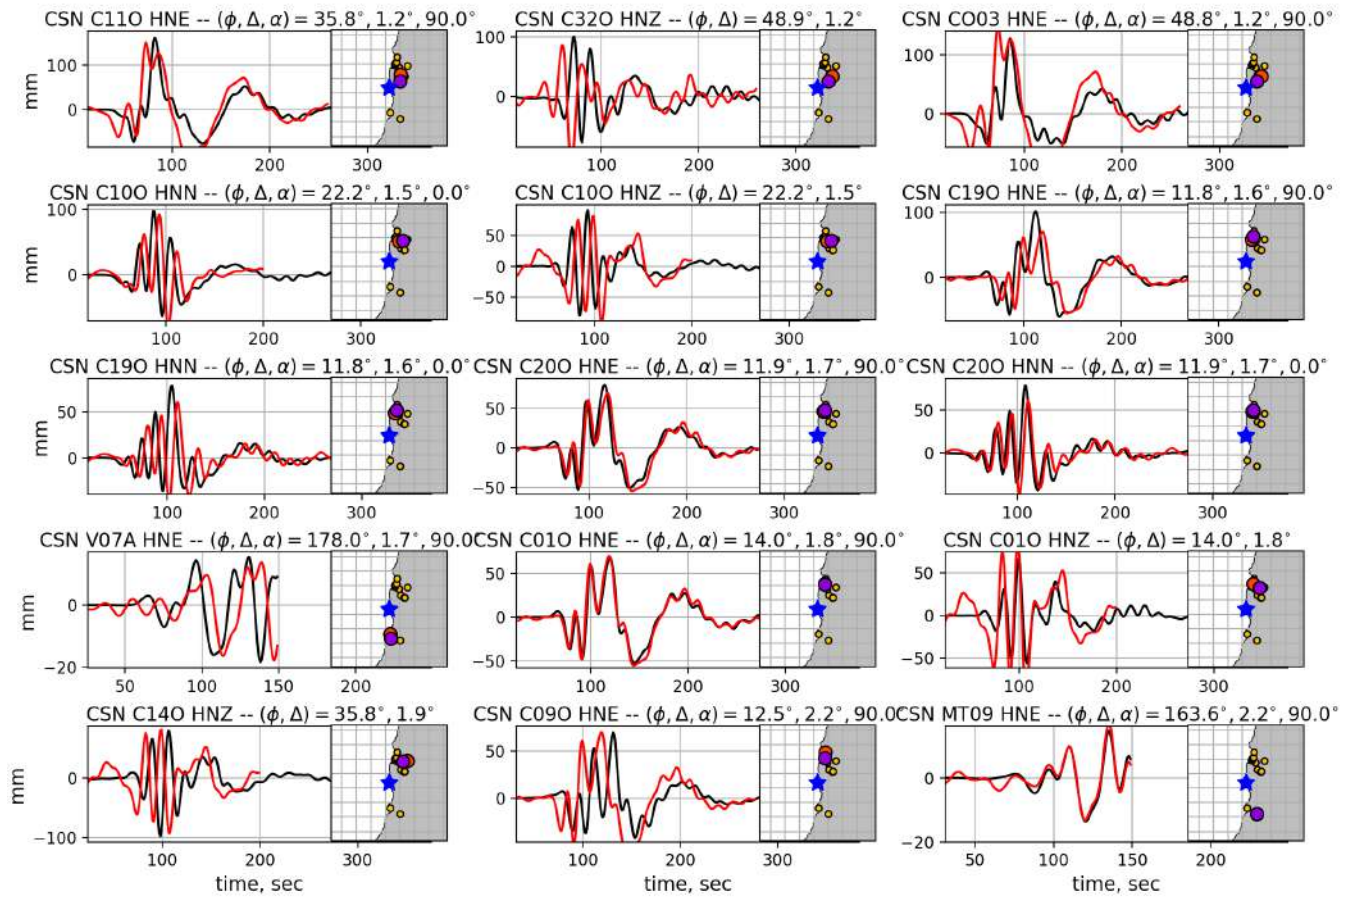 CSN C11O HNE -- (ϕ, Δ, α) = 35.8°, 1.2°, 90.0°
CSN C32O HNZ -- (ϕ, Δ) = 48.9°, 1.2°
CSN CO03 HNE -- (ϕ, Δ, α) = 48.8°, 1.2°, 90.0°
mm
100
0
100 200 300
100
50
0
-50
100 200 300
100
0
100 200 300
CSN C10O HNN -- (ϕ, Δ, α) = 22.2°, 1.5°, 0.0°
CSN C10O HNZ -- (ϕ, Δ) = 22.2°, 1.5°
CSN C19O HNE -- (ϕ, Δ, α) = 11.8°, 1.6°, 90.0°
mm
100
0
100 200 300
50
0
−50
100 200 300
100
0
100 200 300
CSN C19O HNN -- (ϕ, Δ, α) = 11.8°, 1.6°, 0.0°
CSN C20O HNE -- (ϕ, Δ, α) = 11.9°, 1.7°, 90.0°
CSN C20O HNN -- (ϕ, Δ, α) = 11.9°, 1.7°, 0.0°
mm
50
0
100 200 300
50
0
−50
100 200 300
50
0
100 200 300
CSN V07A HNE -- (ϕ, Δ, α) = 178.0°, 1.7°, 90.0°
CSN C01O HNE -- (ϕ, Δ, α) = 14.0°, 1.8°, 90.0°
CSN C01O HNZ -- (ϕ, Δ) = 14.0°, 1.8°
mm
0
−20
50 100 150 200
50
0
−50
100 200 300
50
0
−50
100 200 300
CSN C14O HNZ -- (ϕ, Δ) = 35.8°, 1.9°
CSN C09O HNE -- (ϕ, Δ, α) = 12.5°, 2.2°, 90.0°
CSN MT09 HNE -- (ϕ, Δ, α) = 163.6°, 2.2°, 90.0°
mm
0
−100
100 200 300
50
0
100 200 300
0
−20
50 100 150 200
time, sec
time, sec
time, sec